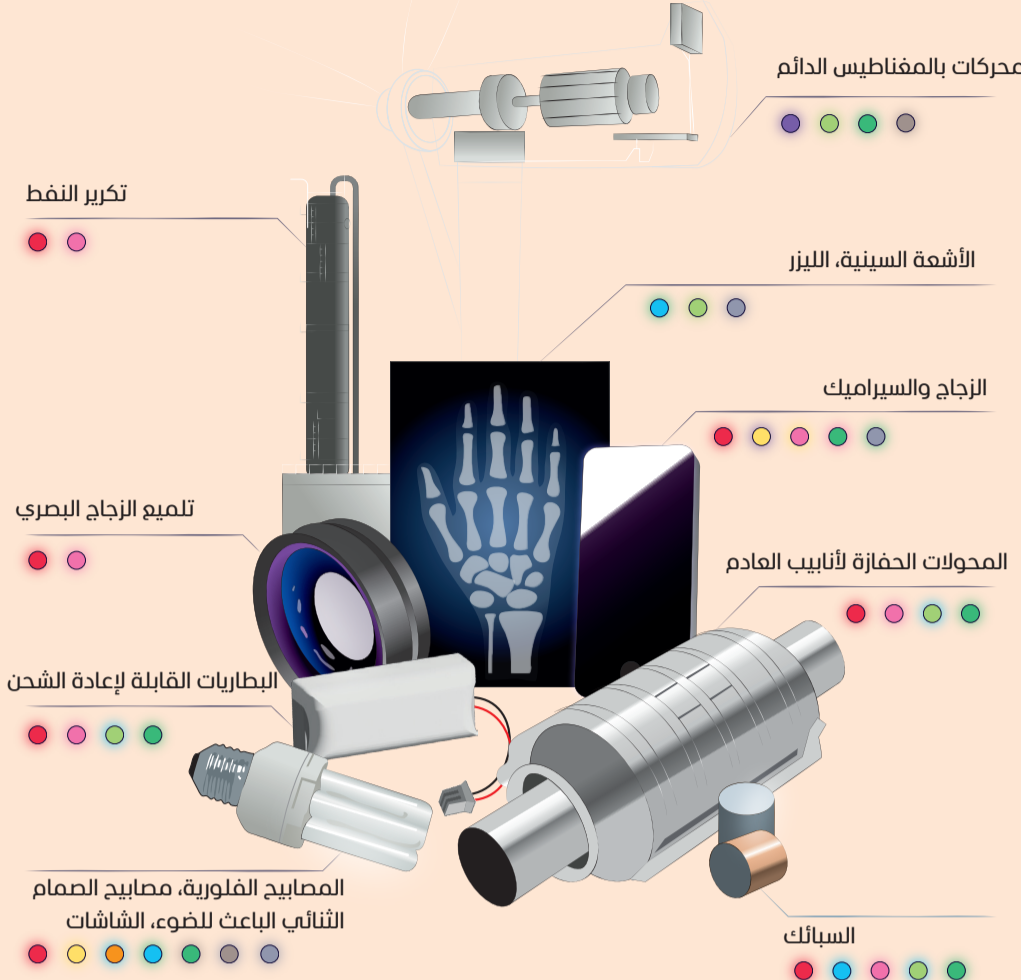 محركات بالمغناطيس الدائم
تكرير النفط
الأشعة السينية، الليزر
الزجاج والسيراميك
تلميع الزجاج البصري
المحولات الحفازة لأنابيب العادم
البطاريات القابلة لإعادة الشحن
المصابيح الفلورية، مصابيح الصمام
الثنائي الباعث للضوء، الشاشات
السبائك